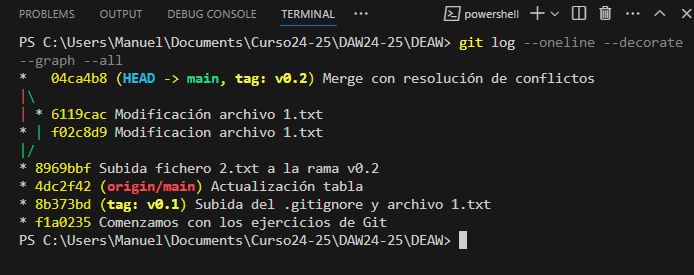 PROBLEMS OUTPUT DEBUG CONSOLE TERMINAL powershell
PS C:\Users\Manuel\Documents\Curso24-25\DAW24-25\DEAW> git log --oneline --decorate
--graph --all
*   04ca4b8 (HEAD -> main, tag: v0.2) Merge con resolución de conflictos
|\
| * 6119cac Modificación archivo 1.txt
* | f02c8d9 Modificacion archivo 1.txt
|/
* 8969bbf Subida fichero 2.txt a la rama v0.2
* 4dc2f42 (origin/main) Actualización tabla
* 8b373bd (tag: v0.1) Subida del .gitignore y archivo 1.txt
* f1a0235 Comenzamos con los ejercicios de Git
PS C:\Users\Manuel\Documents\Curso24-25\DAW24-25\DEAW>